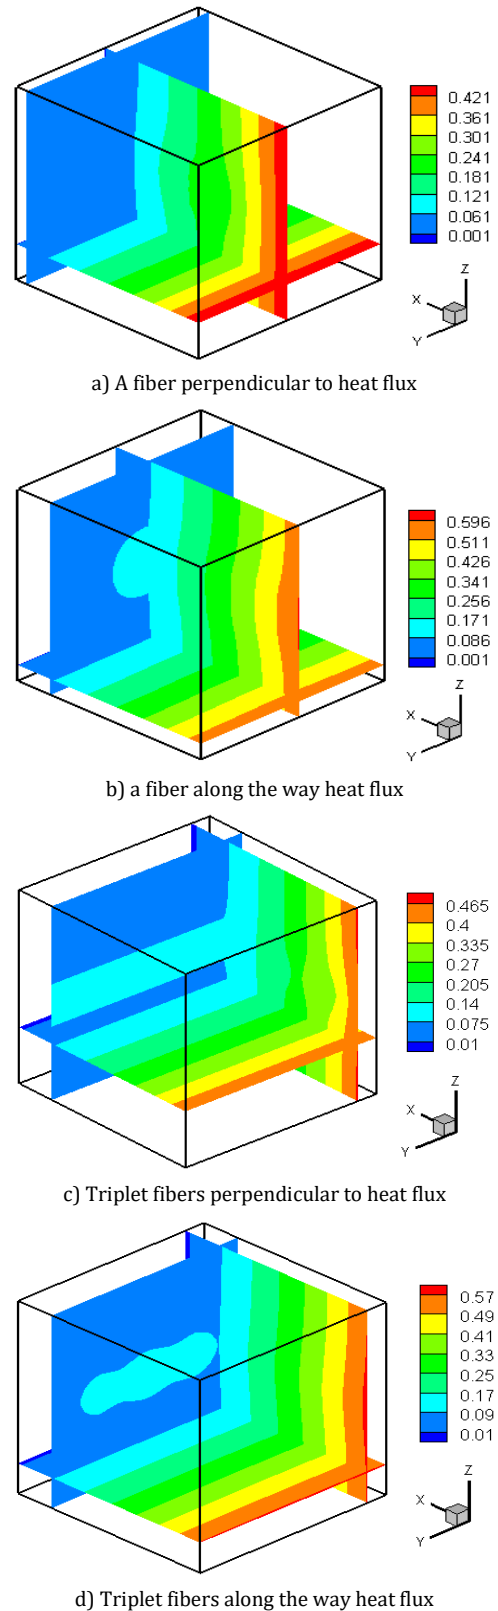 0.421
0.361
0.301
0.241
0.181
0.121
0.061
0.001
Z
X
Y
a) A fiber perpendicular to heat flux
0.596
0.511
0.426
0.341
0.256
0.171
0.086
0.001
Z
X
Y
b) a fiber along the way heat flux
0.465
0.4
0.335
0.27
0.205
0.14
0.075
0.01
Z
X
Y
c) Triplet fibers perpendicular to heat flux
0.57
0.49
0.41
0.33
0.25
0.17
0.09
0.01
Z
X
Y
d) Triplet fibers along the way heat flux